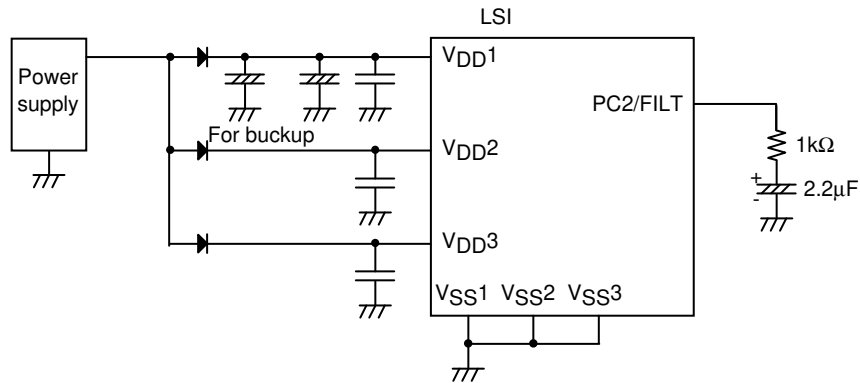 LSI
Power
supply
VDD1
PC2/FILT
For buckup
VDD2
1kΩ
+
2.2μF
-
VDD3
VSS1 VSS2 VSS3